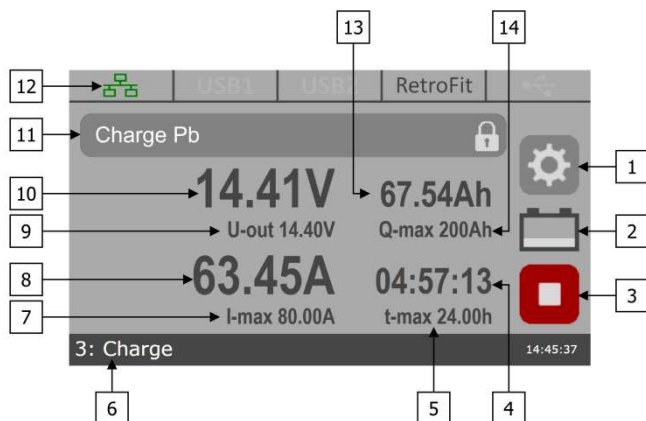 13
14
12
USB1
USB2
RetroFit
11
Charge Pb
1
10
14.41V
67.54Ah
9
U-out 14.40V
Q-max 200Ah
2
8
63.45A
04:57:13
3
7
I-max 80.00A
t-max 24.00h
3: Charge
14:45:37
6
5
4